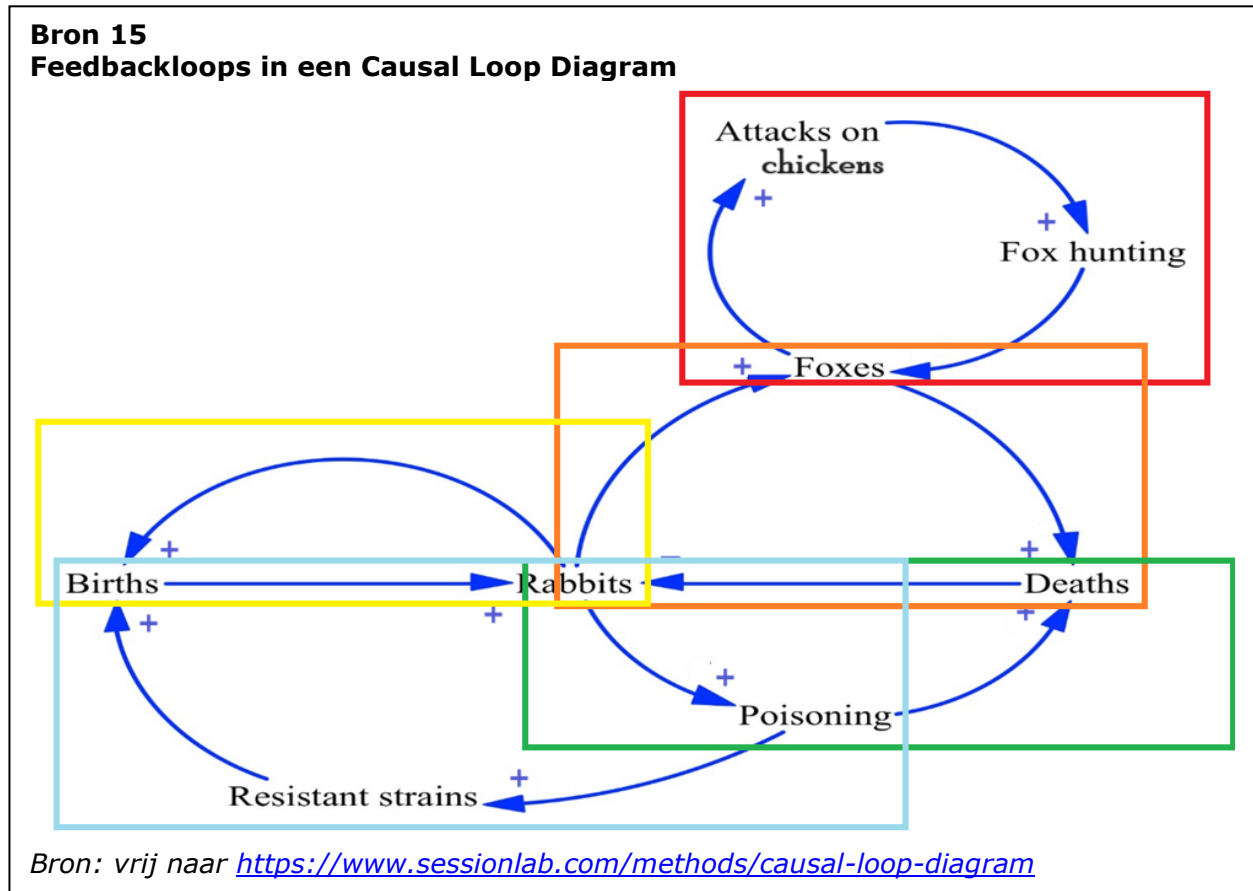 Bron 15
Feedbackloops in een Causal Loop Diagram
Attacks on
chickens
+
+
Fox hunting
+
Foxes
+
–
+
Births
Rabbits
Deaths
+
+
+
+
Poisoning
+
Resistant strains
Bron: vrij naar https://www.sessionlab.com/methods/causal-loop-diagram